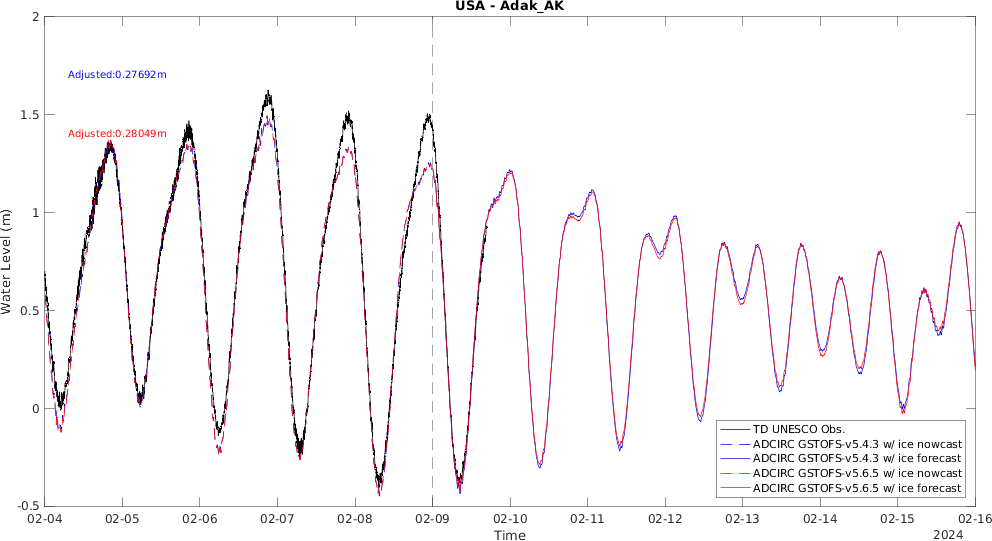 USA - Adak_AK
Adjusted:0.27692m
Adjusted:0.28049m
Water Level (m)
2
1.5
1
0.5
0
-0.5
02-04 02-05 02-06 02-07 02-08 02-09 02-10 02-11 02-12 02-13 02-14 02-15 02-16
Time
2024
TD UNESCO Obs.
ADCIRC GSTOFS-v5.4.3 w/ ice nowcast
ADCIRC GSTOFS-v5.4.3 w/ ice forecast
ADCIRC GSTOFS-v5.6.5 w/ ice nowcast
ADCIRC GSTOFS-v5.6.5 w/ ice forecast